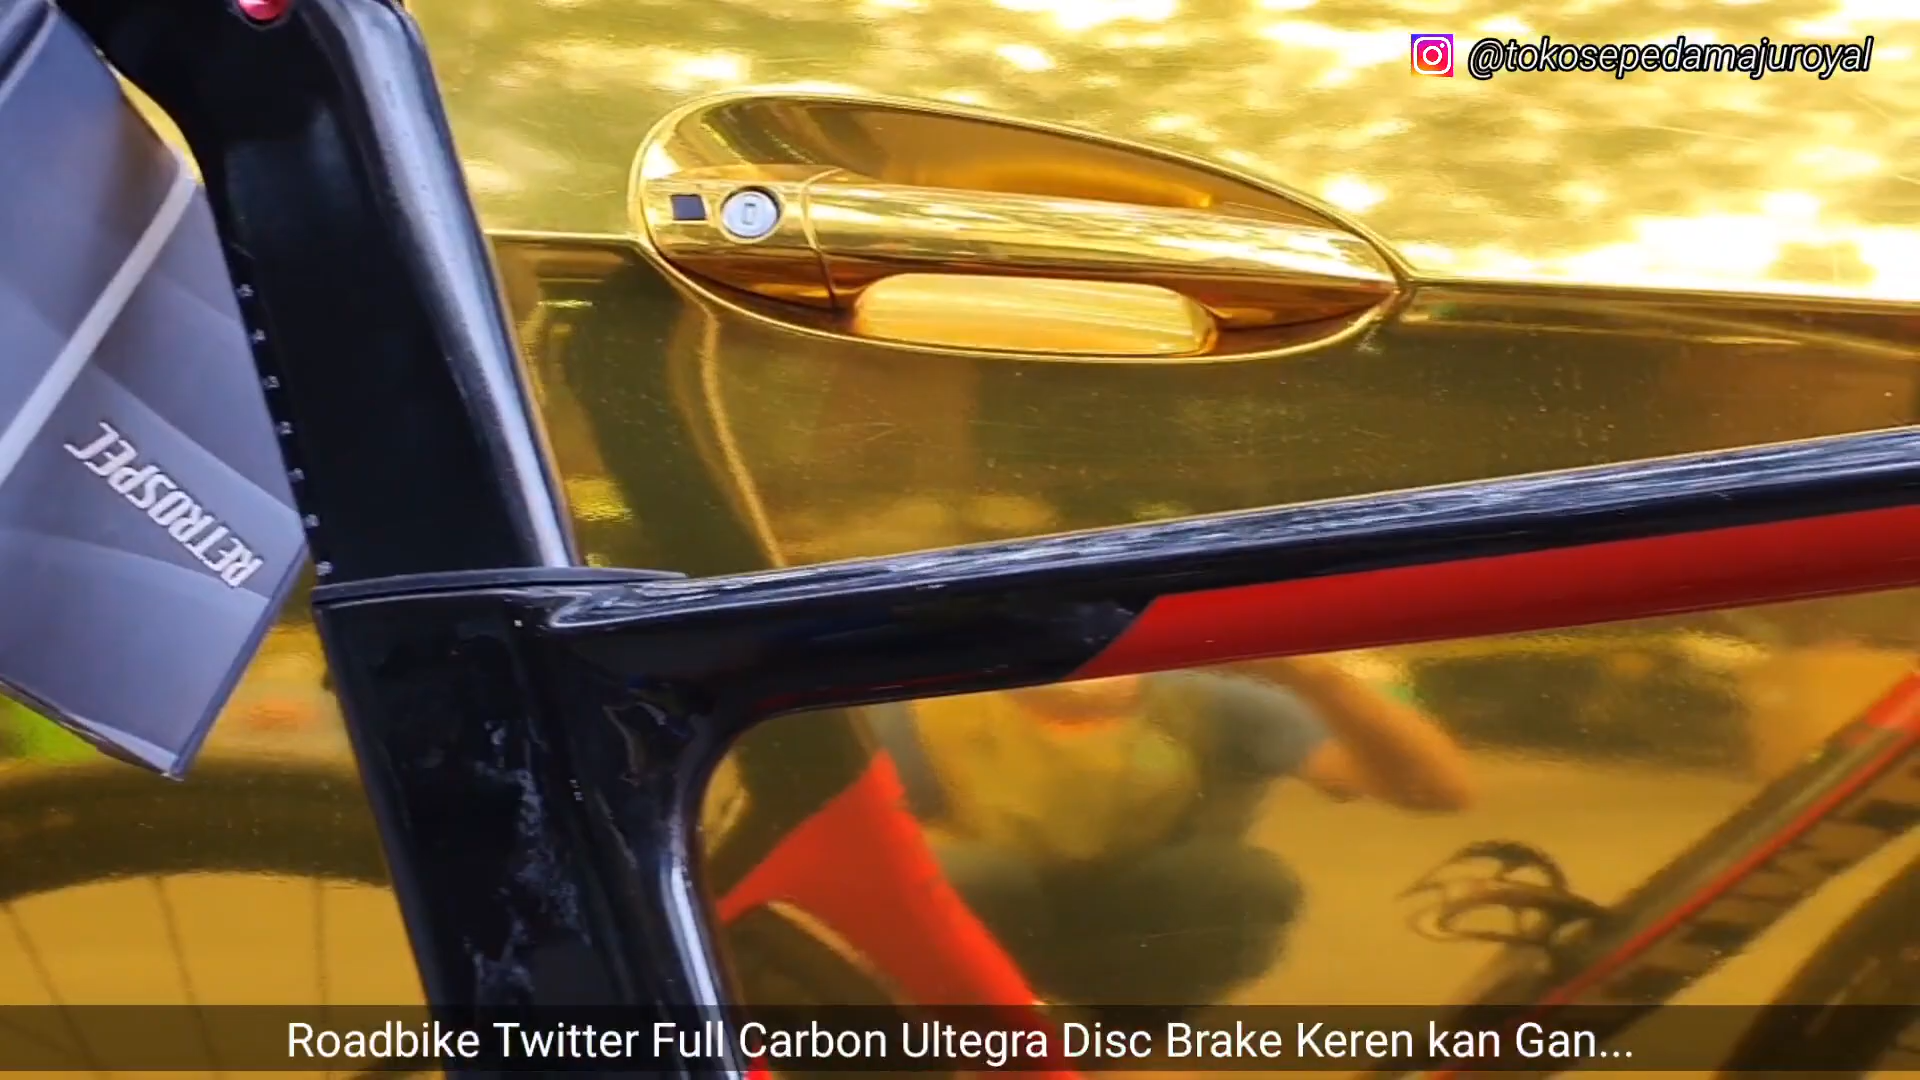 @tokosepedamajuroyal
RETROSPEC
Roadbike Twitter Full Carbon Ultegra Disc Brake Keren kan Gan...